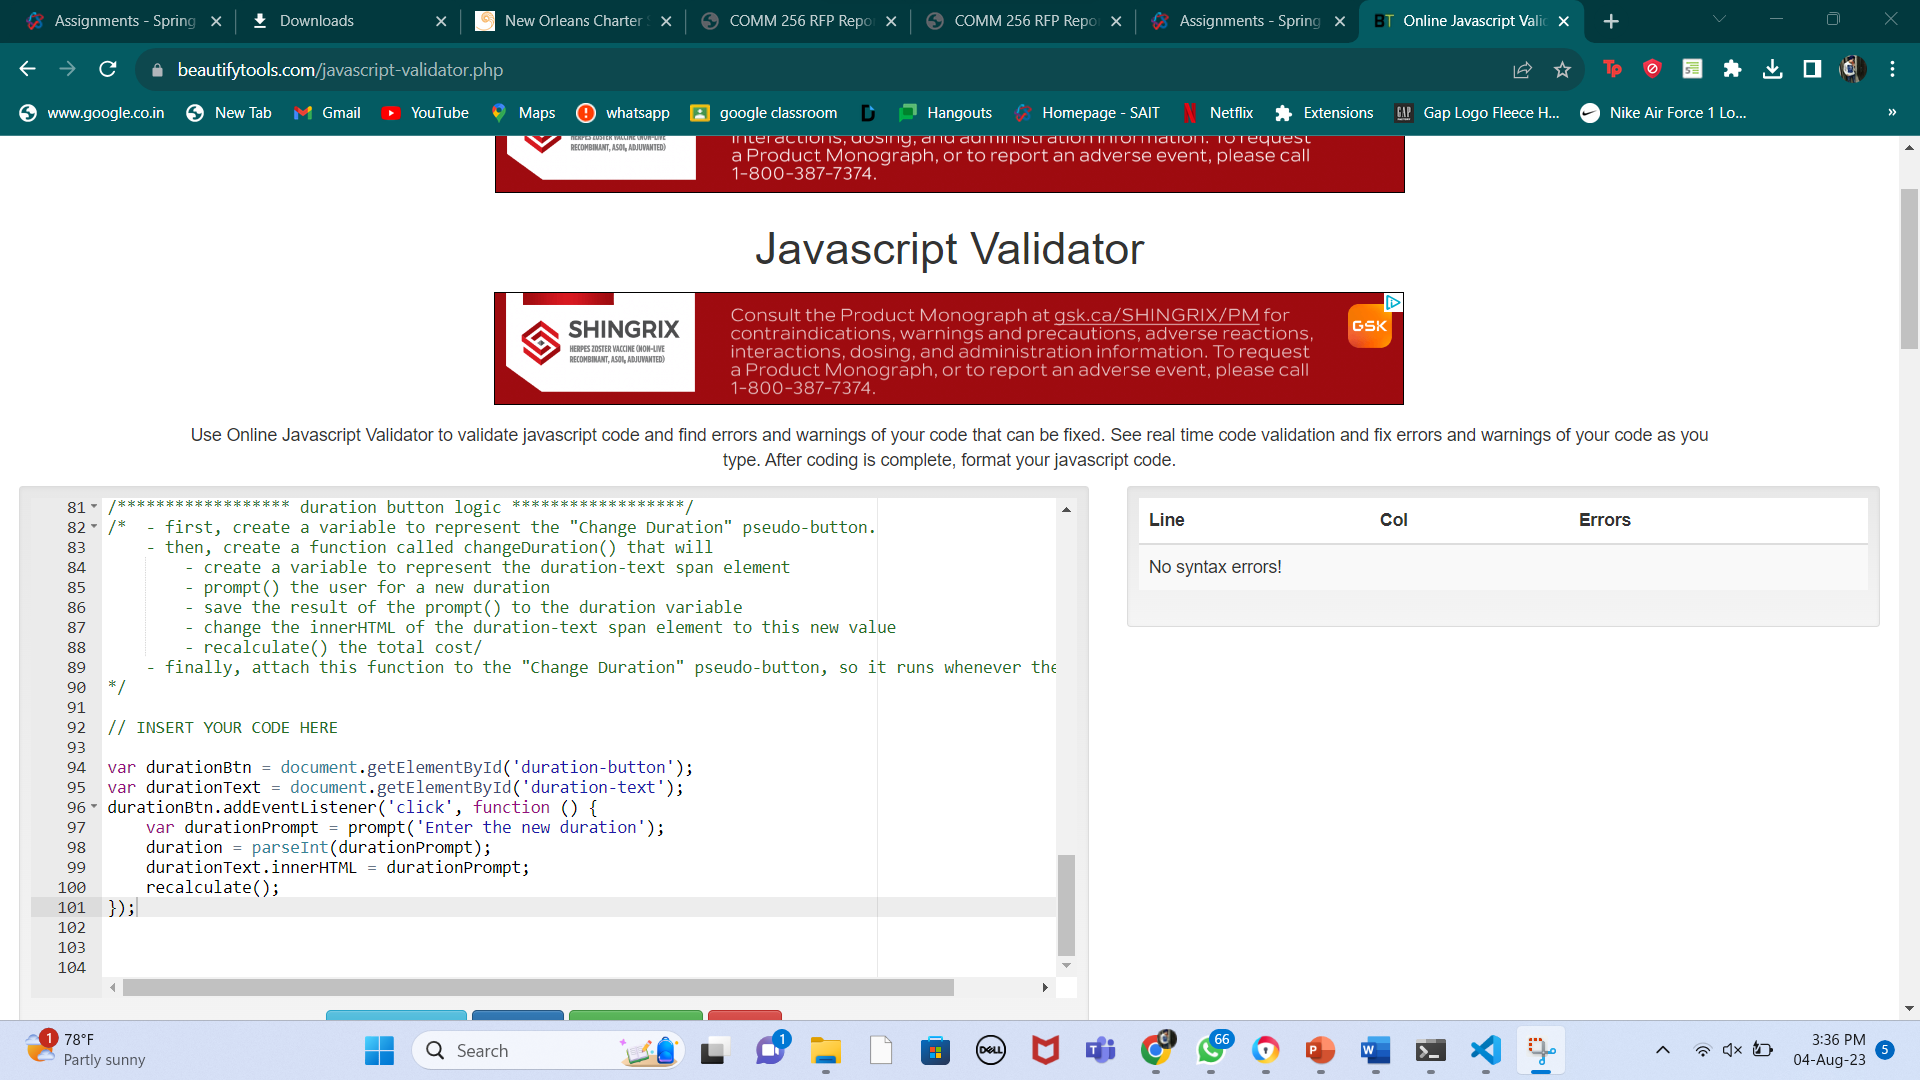 Assignments - Spring
Downloads
New Orleans Charter S
COMM 256 RFP Repo
COMM 256 RFP Repo
Assignments - Spring
BT Online Javascript Valid
beautifytools.com/javascript-validator.php
www.google.co.in
New Tab
Gmail
YouTube
Maps
whatsapp
google classroom
Hangouts
Homepage - SAIT
Netflix
Extensions
GAP Gap Logo Fleece H...
Nike Air Force 1 Lo...
»
HERPES ZOSTER VACCINE (NON-LIVE
RECOMBINANT, AS01B ADJUVANTED)
interactions, dosing, and administration information. To request
a Product Monograph, or to report an adverse event, please call
1-800-387-7374.
Javascript Validator
SHINGRIX
HERPES ZOSTER VACCINE (NON-LIVE
RECOMBINANT, AS01B ADJUVANTED)
Consult the Product Monograph at gsk.ca/SHINGRIX/PM for
contraindications, warnings and precautions, adverse reactions,
interactions, dosing, and administration information. To request
a Product Monograph, or to report an adverse event, please call
1-800-387-7374.
GSK
Use Online Javascript Validator to validate javascript code and find errors and warnings of your code that can be fixed. See real time code validation and fix errors and warnings of your code as you
type. After coding is complete, format your javascript code.
81 /****************** duration button logic ******************/
82 /*  - first, create a variable to represent the "Change Duration" pseudo-button.
83     - then, create a function called changeDuration() that will
84         - create a variable to represent the duration-text span element
85         - prompt() the user for a new duration
86         - save the result of the prompt() to the duration variable
87         - change the innerHTML of the duration-text span element to this new value
88         - recalculate() the total cost/
89     - finally, attach this function to the "Change Duration" pseudo-button, so it runs whenever the
90 */
91
92 // INSERT YOUR CODE HERE
93
94 var durationBtn = document.getElementById('duration-button');
95 var durationText = document.getElementById('duration-text');
96 durationBtn.addEventListener('click', function () {
97     var durationPrompt = prompt('Enter the new duration');
98     duration = parseInt(durationPrompt);
99     durationText.innerHTML = durationPrompt;
100     recalculate();
101 });
102
103
104
Line Col Errors
No syntax errors!
1
78°F
Partly sunny
Search
1
DELL
66
3:36 PM
04-Aug-23
5